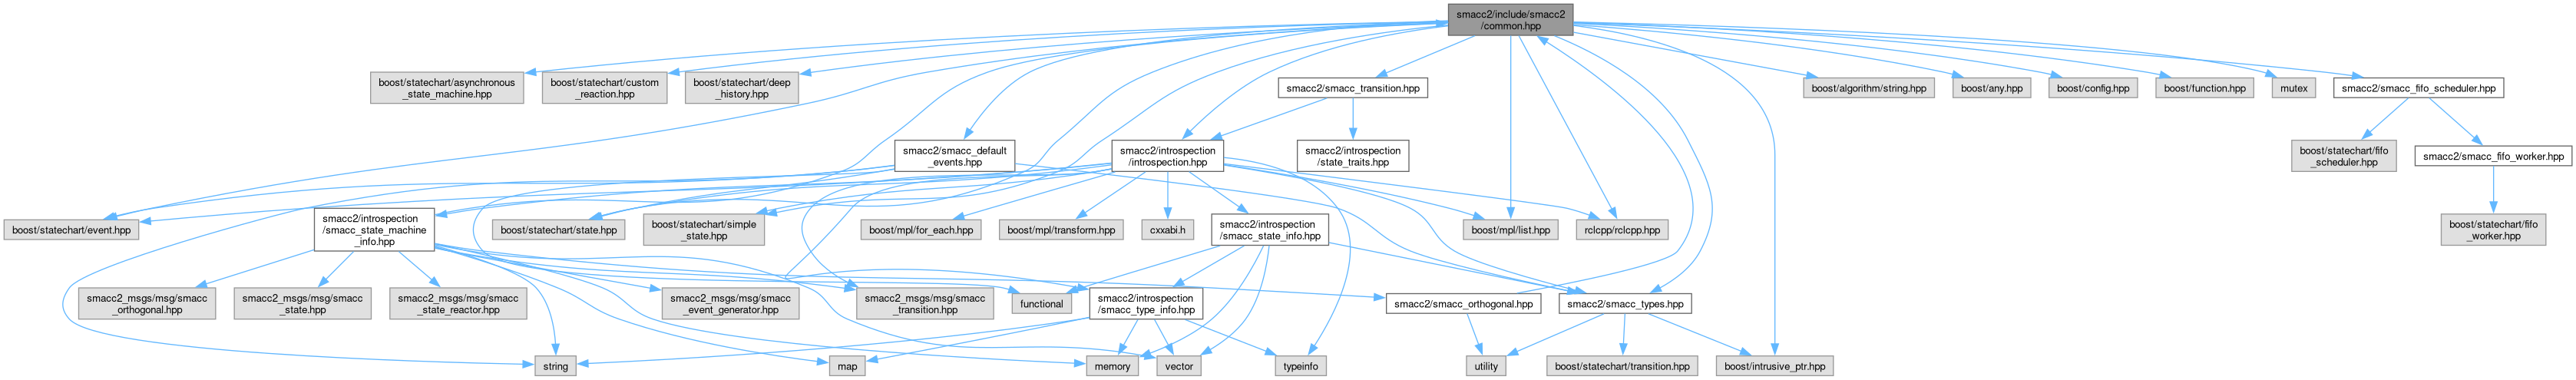 smacc2/include/smacc2
/common.hpp
boost/statechart/asynchronous
_state_machine.hpp
boost/statechart/custom
_reaction.hpp
boost/statechart/deep
_history.hpp
smacc2/smacc_transition.hpp
boost/algorithm/string.hpp
boost/any.hpp
boost/config.hpp
boost/function.hpp
mutex
smacc2/smacc_fifo_scheduler.hpp
smacc2/smacc_default
_events.hpp
smacc2/introspection
/introspection.hpp
smacc2/introspection
/state_traits.hpp
boost/statechart/fifo
_scheduler.hpp
smacc2/smacc_fifo_worker.hpp
boost/statechart/event.hpp
smacc2/introspection
/smacc_state_machine
_info.hpp
boost/statechart/state.hpp
boost/statechart/simple
_state.hpp
boost/mpl/for_each.hpp
boost/mpl/transform.hpp
cxxabi.h
smacc2/introspection
/smacc_state_info.hpp
boost/mpl/list.hpp
rclcpp/rclcpp.hpp
boost/statechart/fifo
_worker.hpp
smacc2_msgs/msg/smacc
_orthogonal.hpp
smacc2_msgs/msg/smacc
_state.hpp
smacc2_msgs/msg/smacc
_state_reactor.hpp
smacc2_msgs/msg/smacc
_event_generator.hpp
smacc2_msgs/msg/smacc
_transition.hpp
functional
smacc2/introspection
/smacc_type_info.hpp
smacc2/smacc_orthogonal.hpp
smacc2/smacc_types.hpp
string
map
memory
vector
typeinfo
utility
boost/statechart/transition.hpp
boost/intrusive_ptr.hpp